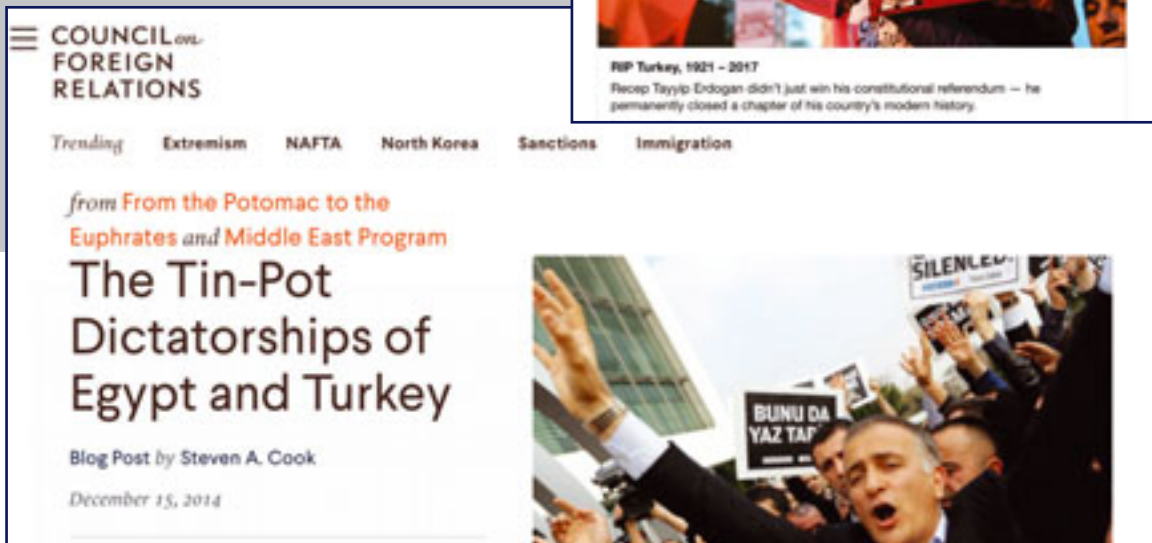 COUNCIL on
FOREIGN
RELATIONS
RIP Turkey, 1921 – 2017
Recep Tayyip Erdogan didn't just win his constitutional referendum — he
permanently closed a chapter of his country's modern history.
Trending Extremism NAFTA North Korea Sanctions Immigration
from From the Potomac to the
Euphrates and Middle East Program
The Tin-Pot
Dictatorships of
Egypt and Turkey
Blog Post by Steven A. Cook
December 15, 2014
SILENCED.
BUNU DA
YAZ